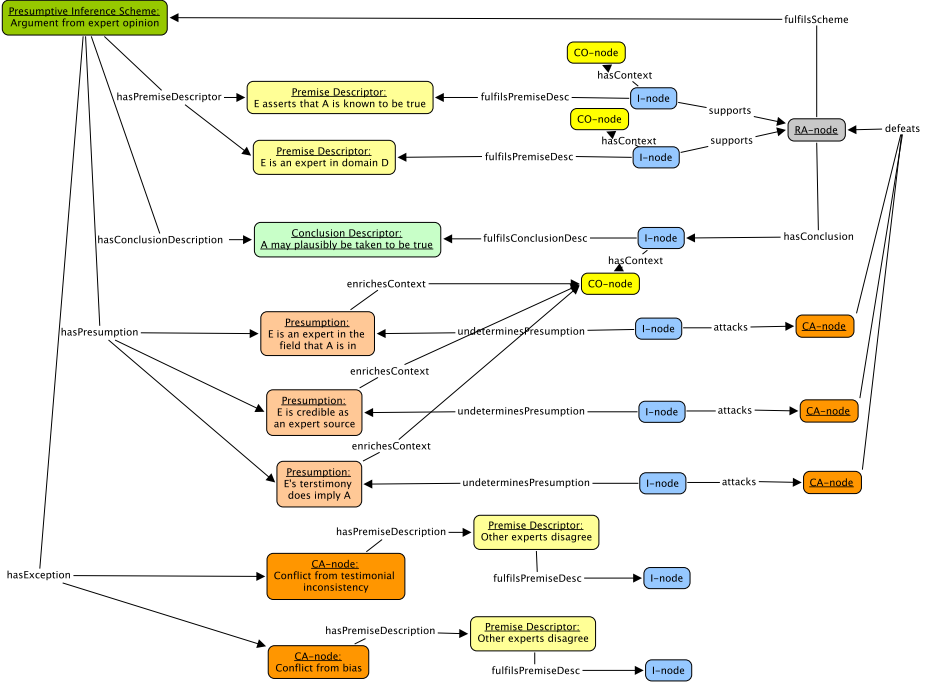 Presumptive Inference Scheme:
Argument from expert opinion
fulfilsScheme
CO-node
hasContext
hasPremiseDescriptor
Premise Descriptor:
E asserts that A is known to be true
fulfilsPremiseDesc
I-node
supports
CO-node
RA-node
defeats
hasContext
Premise Descriptor:
E is an expert in domain D
fulfilsPremiseDesc
I-node
supports
hasConclusionDescription
Conclusion Descriptor:
A may plausibly be taken to be true
fulfilsConclusionDesc
I-node
hasConclusion
hasContext
enrichesContext
CO-node
hasPresumption
Presumption:
E is an expert in the
field that A is in
undeterminesPresumption
I-node
attacks
CA-node
enrichesContext
Presumption:
E is credible as
an expert source
undeterminesPresumption
I-node
attacks
CA-node
enrichesContext
Presumption:
E's terstimony
does imply A
undeterminesPresumption
I-node
attacks
CA-node
hasPremiseDescription
Premise Descriptor:
Other experts disagree
hasException
CA-node:
Conflict from testimonial
inconsistency
fulfilsPremiseDesc
I-node
hasPremiseDescription
Premise Descriptor:
Other experts disagree
CA-node:
Conflict from bias
fulfilsPremiseDesc
I-node